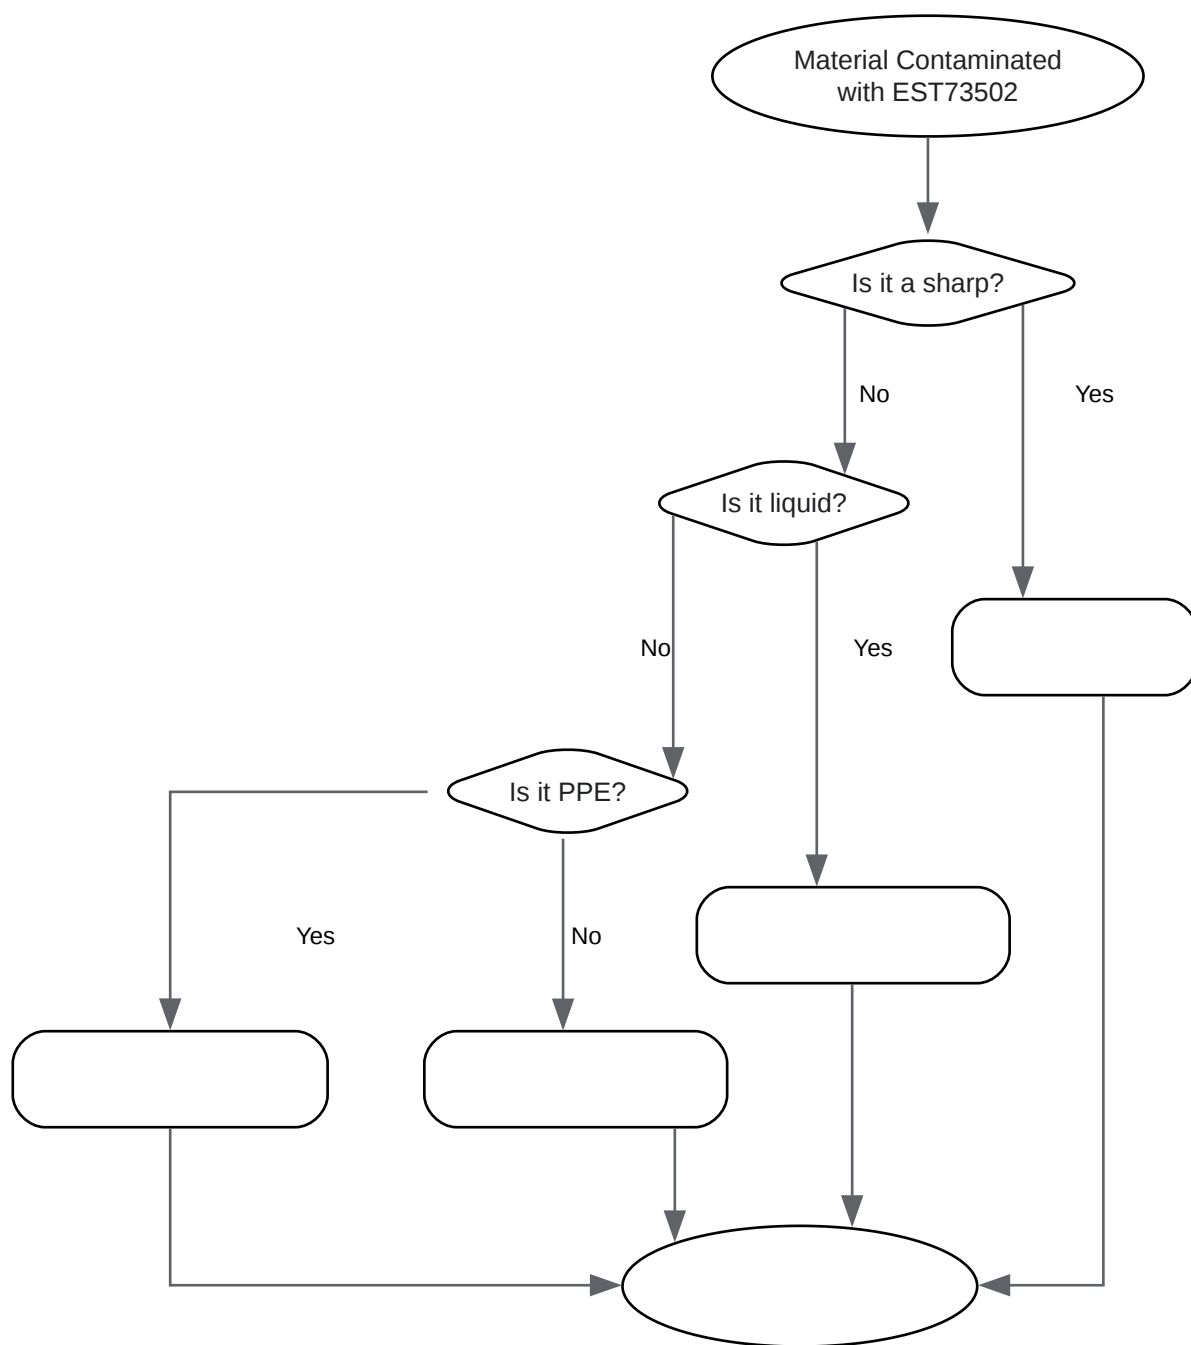 Material Contaminated
with EST73502
Is it a sharp?
No
Yes
Is it liquid?
No
Yes
Is it PPE?
Yes
No